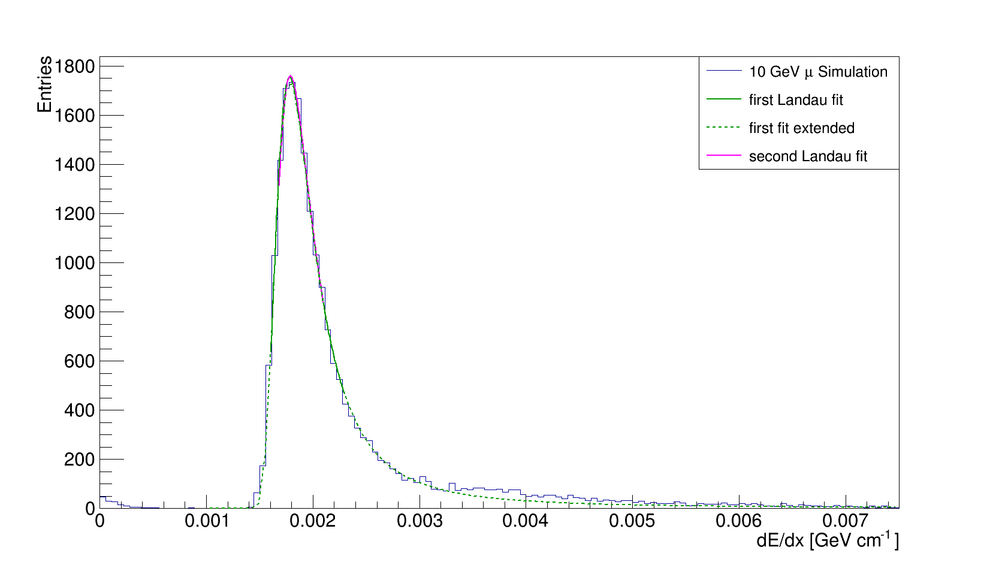 Entries
1800
1600
1400
1200
1000
800
600
400
200
0
0 0.001 0.002 0.003 0.004 0.005 0.006 0.007
dE/dx [GeV cm⁻¹]
10 GeV μ Simulation
first Landau fit
first fit extended
second Landau fit